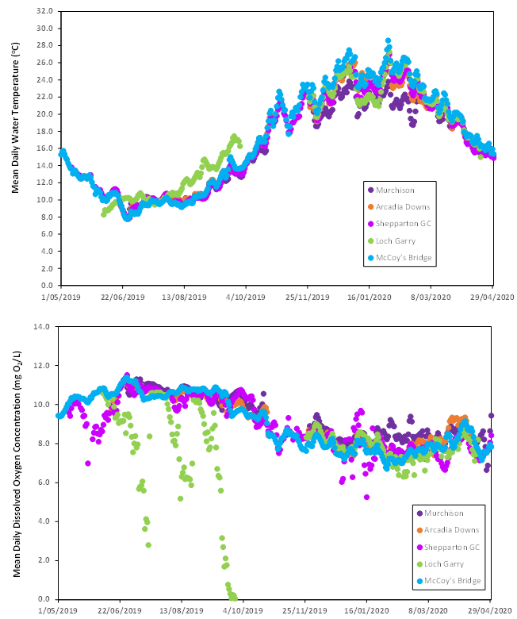 Mean Daily Water Temperature (°C)
32.0
30.0
28.0
26.0
24.0
22.0
20.0
18.0
16.0
14.0
12.0
10.0
8.0
6.0
4.0
2.0
0.0
Murchison
Arcadia Downs
Shepparton GC
Loch Garry
McCoy's Bridge
1/05/2019 22/06/2019 13/08/2019 4/10/2019 25/11/2019 16/01/2020 8/03/2020 29/04/2020
Mean Daily Dissolved Oxygen Concentration (mg O₂/L)
14.0
12.0
10.0
8.0
6.0
4.0
2.0
0.0
Murchison
Arcadia Downs
Shepparton GC
Loch Garry
McCoy's Bridge
1/05/2019 22/06/2019 13/08/2019 4/10/2019 25/11/2019 16/01/2020 8/03/2020 29/04/2020